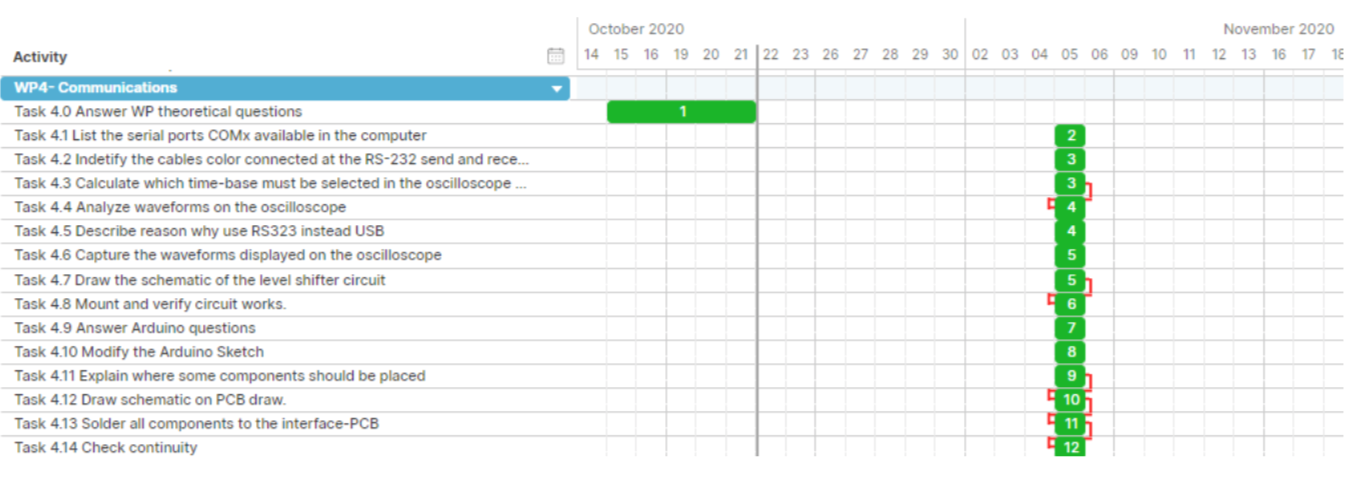 October 2020 November 2020
Activity 14 15 16 19 20 21 22 23 26 27 28 29 30 02 03 04 05 06 09 10 11 12 13 16 17 18
WP4- Communications
Task 4.0 Answer WP theoretical questions 1
Task 4.1 List the serial ports COMx available in the computer 2
Task 4.2 Indetify the cables color connected at the RS-232 send and rece... 3
Task 4.3 Calculate which time-base must be selected in the oscilloscope ... 3
Task 4.4 Analyze waveforms on the oscilloscope 4
Task 4.5 Describe reason why use RS323 instead USB 4
Task 4.6 Capture the waveforms displayed on the oscilloscope 5
Task 4.7 Draw the schematic of the level shifter circuit 5
Task 4.8 Mount and verify circuit works. 6
Task 4.9 Answer Arduino questions 7
Task 4.10 Modify the Arduino Sketch 8
Task 4.11 Explain where some components should be placed 9
Task 4.12 Draw schematic on PCB draw. 10
Task 4.13 Solder all components to the interface-PCB 11
Task 4.14 Check continuity 12